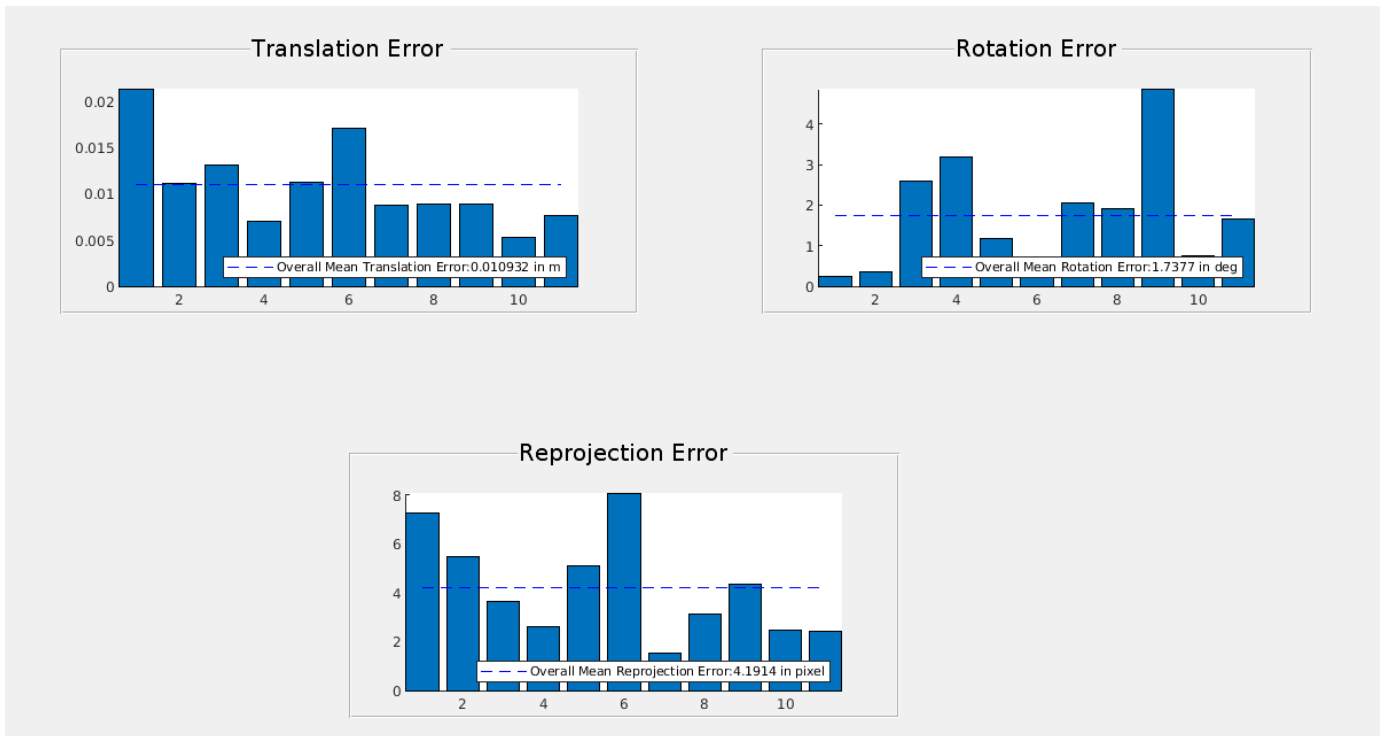 Translation Error
0.02
0.015
0.01
0.005
0
2 4 6 8 10
Overall Mean Translation Error:0.010932 in m
Rotation Error
4
3
2
1
0
2 4 6 8 10
Overall Mean Rotation Error:1.7377 in deg
Reprojection Error
8
6
4
2
0
2 4 6 8 10
Overall Mean Reprojection Error:4.1914 in pixel